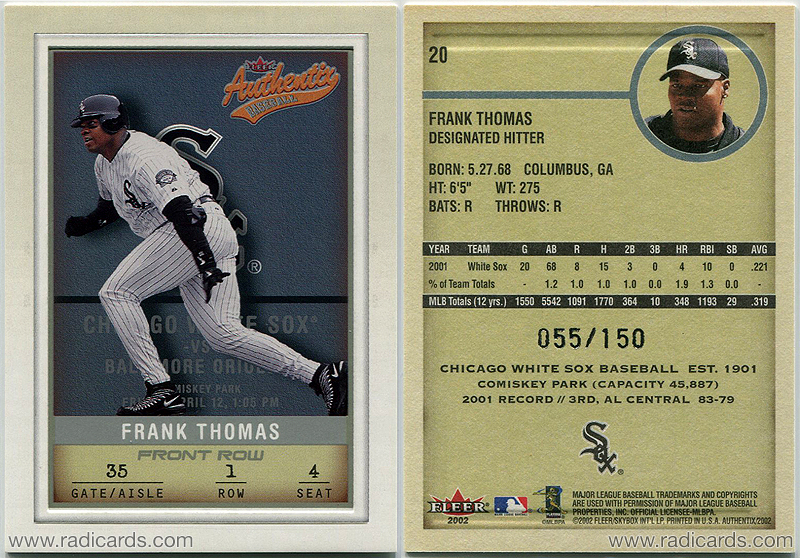 FLEER
Authentix
BASEBALL
Sox
®
CHICAGO WHITE SOX®
-VS-
BALTIMORE ORIOLES
COMISKEY PARK
APRIL 12, 1:05 PM
FRANK THOMAS
FRONT ROW
35 1 4
GATE/AISLE ROW SEAT
www.radicards.com
20
FRANK THOMAS
DESIGNATED HITTER
BORN: 5.27.68 COLUMBUS, GA
HT: 6'5" WT: 275
BATS: R THROWS: R
YEAR TEAM G AB R H 2B 3B HR RBI SB AVG
2001 White Sox 20 68 8 15 3 0 4 10 0 .221
% of Team Totals - 1.2 1.0 1.0 1.0 0.0 1.9 1.3 0.0 -
MLB Totals (12 yrs.) 1550 5542 1091 1770 364 10 348 1193 29 .319
055/150
CHICAGO WHITE SOX BASEBALL EST. 1901
COMISKEY PARK (CAPACITY 45,887)
2001 RECORD // 3RD, AL CENTRAL 83-79
Sox®
FLEER
2002
©MLBPA
MAJOR LEAGUE BASEBALL TRADEMARKS AND COPYRIGHTS
ARE USED WITH PERMISSION OF MAJOR LEAGUE BASEBALL
PROPERTIES, INC. OFFICIAL LICENSEE-MLBPA.
©2002 FLEER/SKYBOX INT'L LP. PRINTED IN U.S.A. AUTHENTIX/2002
www.radicards.com